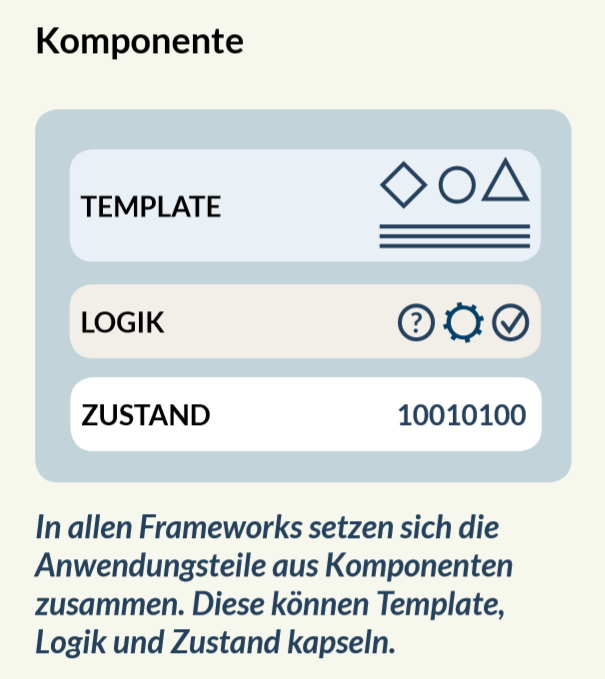 Komponente
TEMPLATE
LOGIK
?
ZUSTAND
10010100
In allen Frameworks setzen sich die
Anwendungsteile aus Komponenten
zusammen. Diese können Template,
Logik und Zustand kapseln.